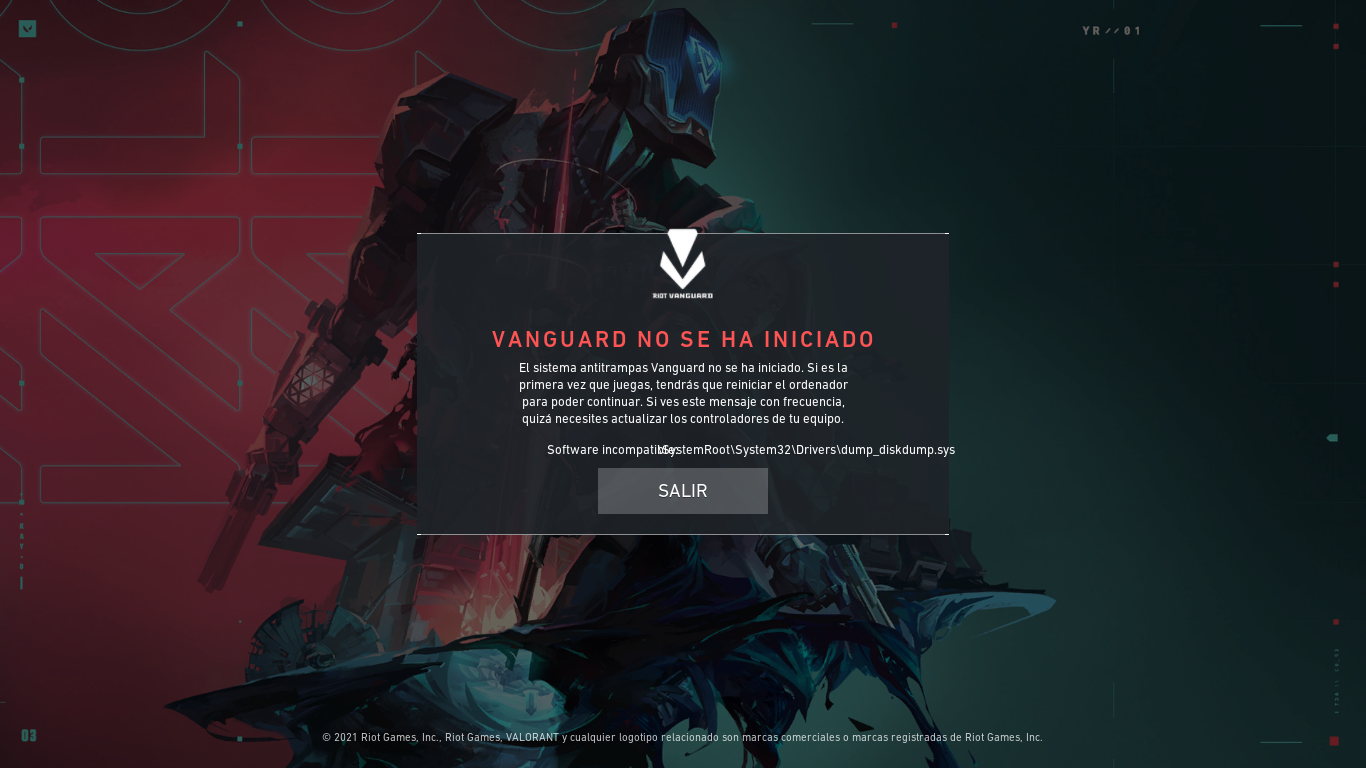 YR//01
RIOT VANGUARD
VANGUARD NO SE HA INICIADO
El sistema antitrampas Vanguard no se ha iniciado. Si es la
primera vez que juegas, tendrás que reiniciar el ordenador
para poder continuar. Si ves este mensaje con frecuencia,
quizá necesites actualizar los controladores de tu equipo.
Software incompatible: \SystemRoot\System32\Drivers\dump_diskdump.sys
SALIR
03
© 2021 Riot Games, Inc., Riot Games, VALORANT y cualquier logotipo relacionado son marcas comerciales o marcas registradas de Riot Games, Inc.